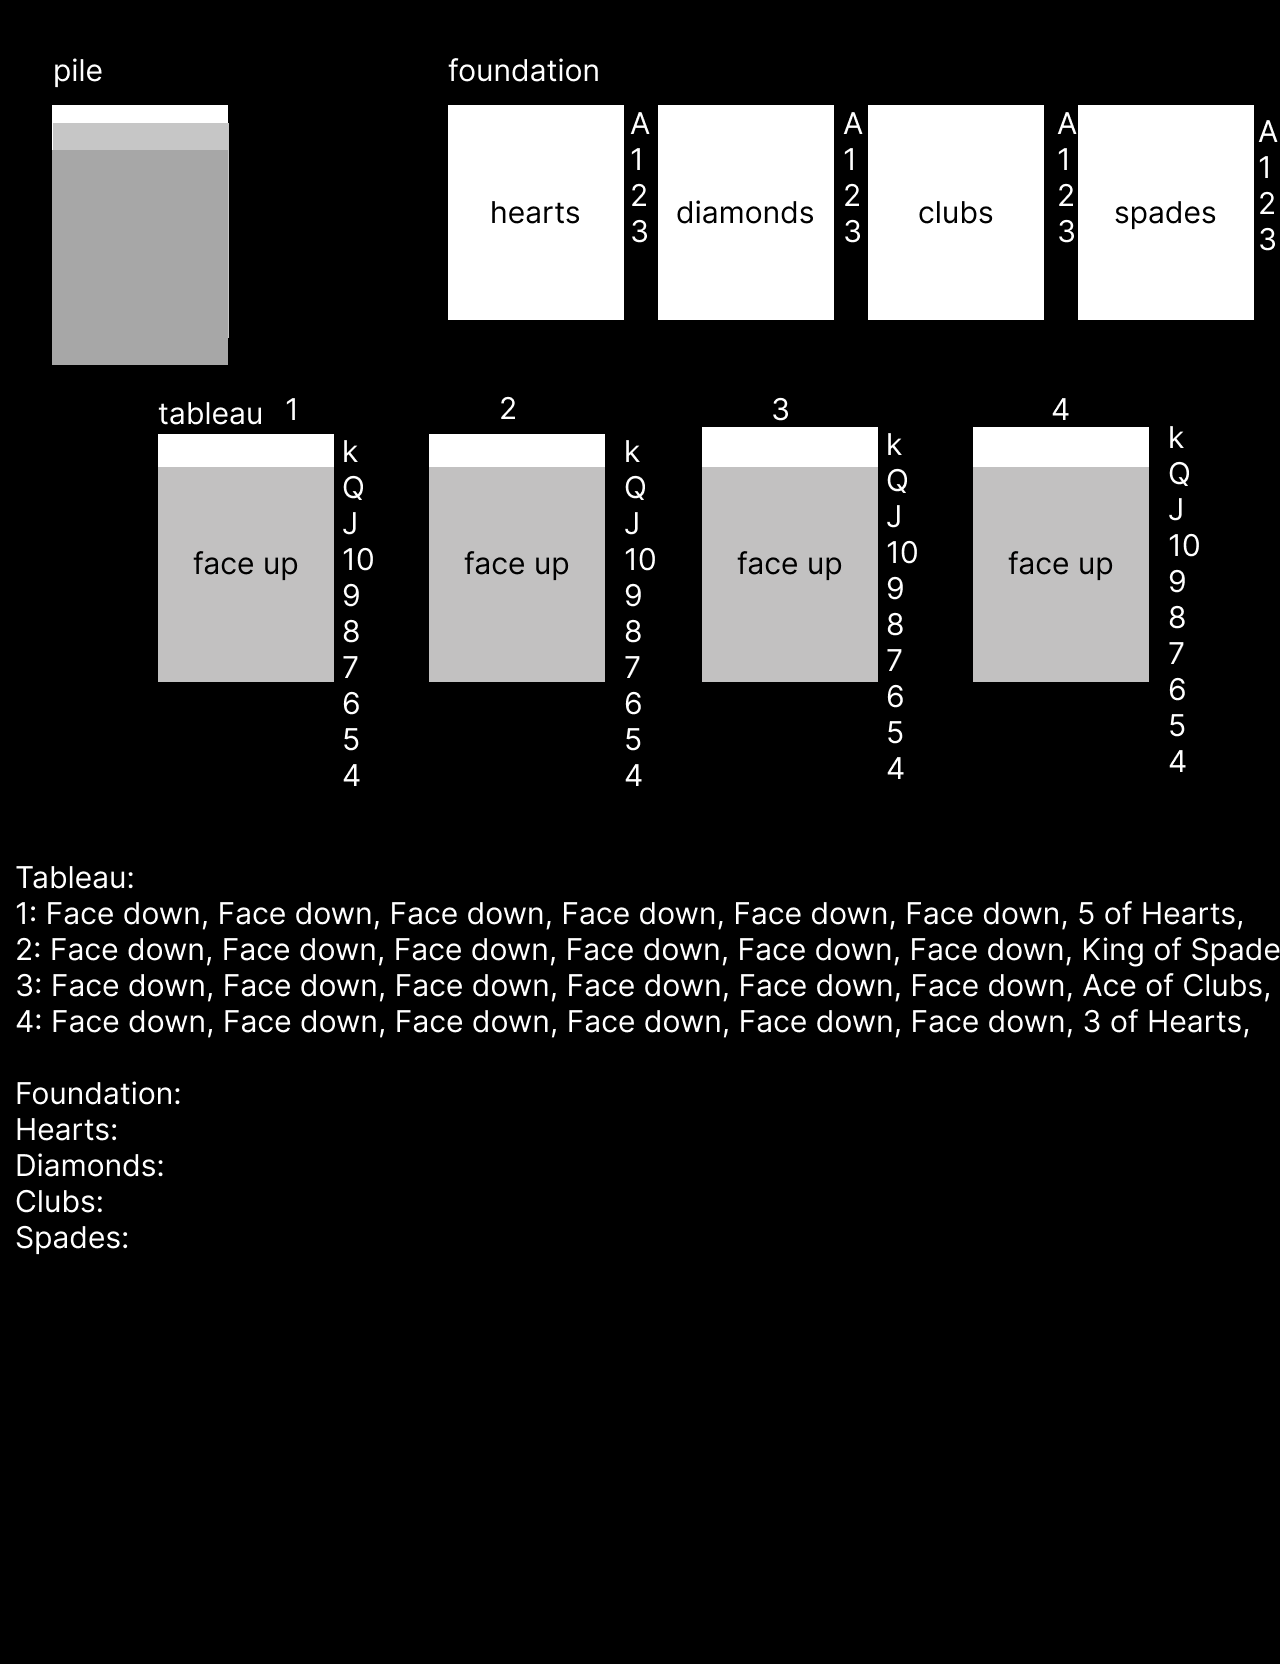 pile
foundation
hearts
A
1
2
3
diamonds
A
1
2
3
clubs
A
1
2
3
spades
A
1
2
3
tableau 1
2
3
4
face up
k
Q
J
10
9
8
7
6
5
4
face up
k
Q
J
10
9
8
7
6
5
4
face up
k
Q
J
10
9
8
7
6
5
4
face up
k
Q
J
10
9
8
7
6
5
4
Tableau:
1: Face down, Face down, Face down, Face down, Face down, Face down, 5 of Hearts,
2: Face down, Face down, Face down, Face down, Face down, Face down, King of Spade
3: Face down, Face down, Face down, Face down, Face down, Face down, Ace of Clubs,
4: Face down, Face down, Face down, Face down, Face down, Face down, 3 of Hearts,
Foundation:
Hearts:
Diamonds:
Clubs:
Spades: